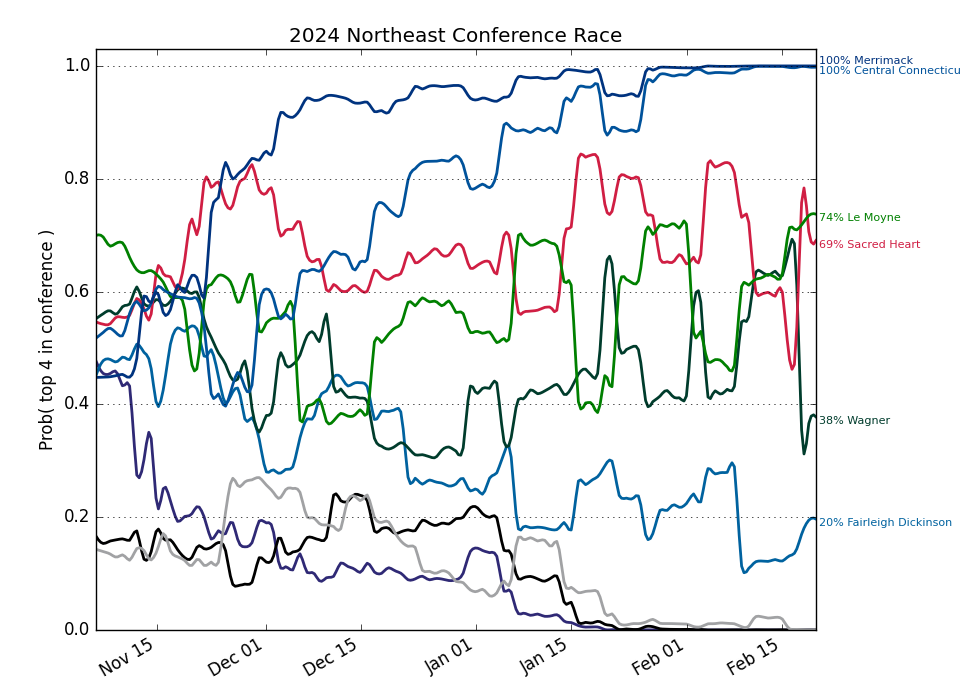 2024 Northeast Conference Race
Prob( top 4 in conference )
1.0
0.8
0.6
0.4
0.2
0.0
Nov 15
Dec 01
Dec 15
Jan 01
Jan 15
Feb 01
Feb 15
100% Merrimack
100% Central Connecticu
74% Le Moyne
69% Sacred Heart
38% Wagner
20% Fairleigh Dickinson